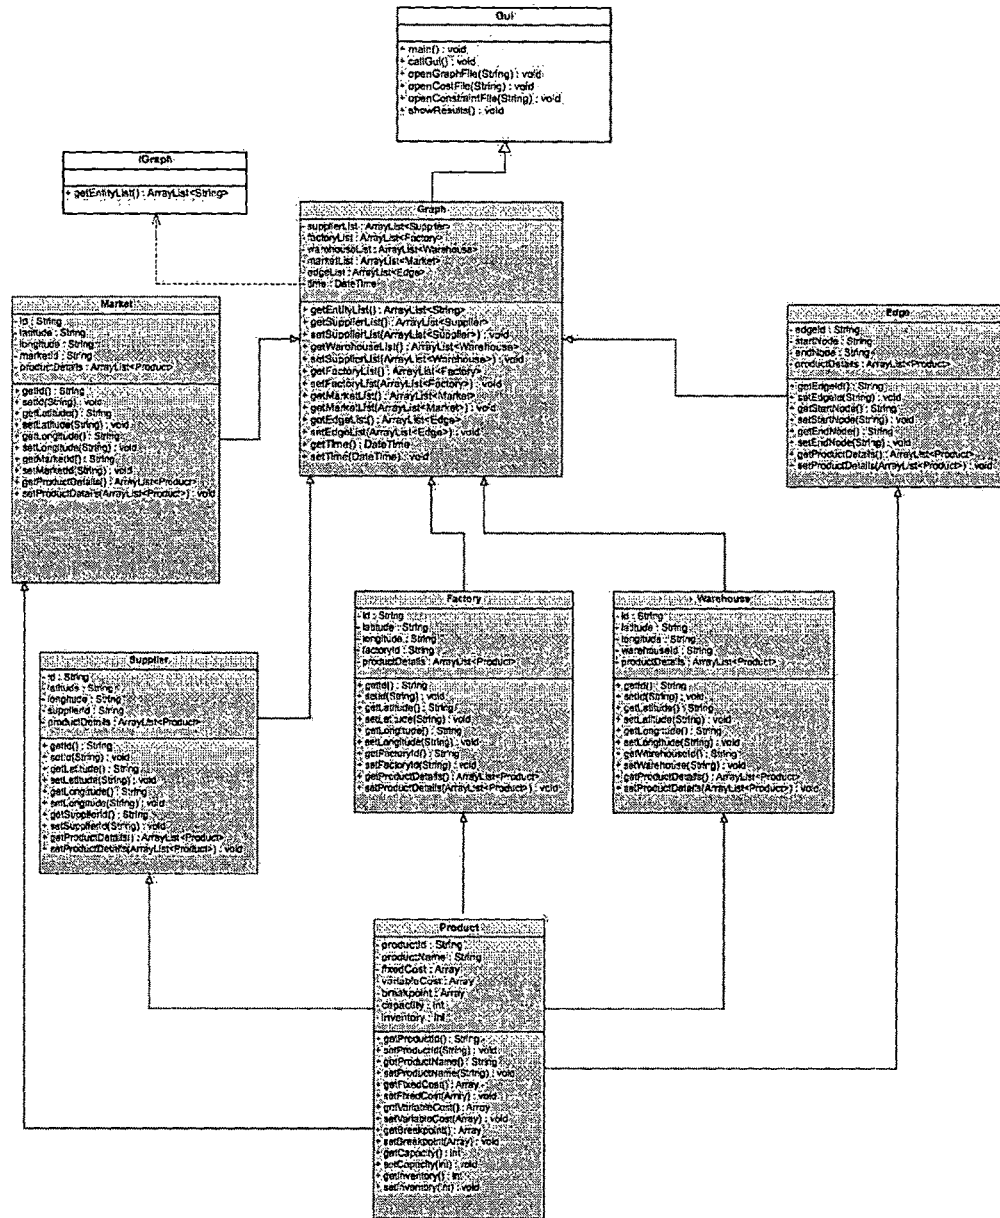 Gui
+ main() : void
+ callGui() : void
+ openGraphFile(String) : void
+ openCostFile(String) : void
+ openConstraintFile(String) : void
+ showResults() : void
IGraph
+ getEntityList() : ArrayList<String>
Graph
supplierList : ArrayList<Supplier>
factoryList : ArrayList<Factory>
warehouseList : ArrayList<Warehouse>
marketList : ArrayList<Market>
edgeList : ArrayList<Edge>
time : DateTime
+ getEntityList() : ArrayList<String>
+ getSupplierList() : ArrayList<Supplier>
+ setSupplierList(ArrayList<Supplier>) : void
+ getWarehouseList() : ArrayList<Warehouse>
+ setSupplierList(ArrayList<Warehouse>) : void
+ getFactoryList() : ArrayList<Factory>
+ setFactoryList(ArrayList<Factory>) : void
+ getMarketList() : ArrayList<Market>
+ getMarketList(ArrayList<Market>) : void
+ getEdgeList() : ArrayList<Edge>
+ setEdgeList(ArrayList<Edge>) : void
+ getTime() : DateTime
+ setTime(DateTime) : void
Market
- id : String
- latitude : String
- longitude : String
- marketId : String
- productDetails : ArrayList<Product>
+ getId() : String
+ setId(String) : void
+ getLatitude() : String
+ setLatitude(String) : void
+ getLongitude() : String
+ setLongitude(String) : void
+ getMarketId() : String
+ setMarketId(String) : void
+ getProductDetails() : ArrayList<Product>
+ setProductDetails(ArrayList<Product>) : void
Edge
edgeId : String
startNode : String
endNode : String
productDetails : ArrayList<Product>
+ getEdgeId() : String
+ setEdgeId(String) : void
+ getStartNode() : String
+ setStartNode(String) : void
+ getEndNode() : String
+ setEndNode(String) : void
+ getProductDetails() : ArrayList<Product>
+ setProductDetails(ArrayList<Product>) : void
Factory
- id : String
- latitude : String
- longitude : String
- factoryId : String
- productDetails : ArrayList<Product>
+ getId() : String
+ setId(String) : void
+ getLatitude() : String
+ setLatitude(String) : void
+ getLongitude() : String
+ setLongitude(String) : void
+ getFactoryId() : String
+ setFactoryId(String) : void
+ getProductDetails() : ArrayList<Product>
+ setProductDetails(ArrayList<Product>) : void
Warehouse
- id : String
- latitude : String
- longitude : String
- warehouseId : String
- productDetails : ArrayList<Product>
+ getId() : String
+ setId(String) : void
+ getLatitude() : String
+ setLatitude(String) : void
+ getLongitude() : String
+ setLongitude(String) : void
+ getWarehouseId() : String
+ setWarehouse(String) : void
+ getProductDetails() : ArrayList<Product>
+ setProductDetails(ArrayList<Product>) : void
Supplier
- id : String
- latitude : String
- longitude : String
- supplierId : String
- productDetails : ArrayList<Product>
+ getId() : String
+ setId(String) : void
+ getLatitude() : String
+ setLatitude(String) : void
+ getLongitude() : String
+ setLongitude(String) : void
+ getSupplierId() : String
+ setSupplierId(String) : void
+ getProductDetails() : ArrayList<Product>
+ setProductDetails(ArrayList<Product>) : void
Product
- productId : String
- productName : String
- fixedCost : Array
- variableCost : Array
- breakpoint : Array
- capacity : int
- inventory : int
+ getProductId() : String
+ setProductId(String) : void
+ getProductName() : String
+ setProductName(String) : void
+ getFixedCost() : Array
+ setFixedCost(Array) : void
+ getVariableCost() : Array
+ setVariableCost(Array) : void
+ getBreakpoint() : Array
+ setBreakpoint(Array) : void
+ getCapacity() : int
+ setCapacity(int) : void
+ getInventory() : int
+ setInventory(int) : void